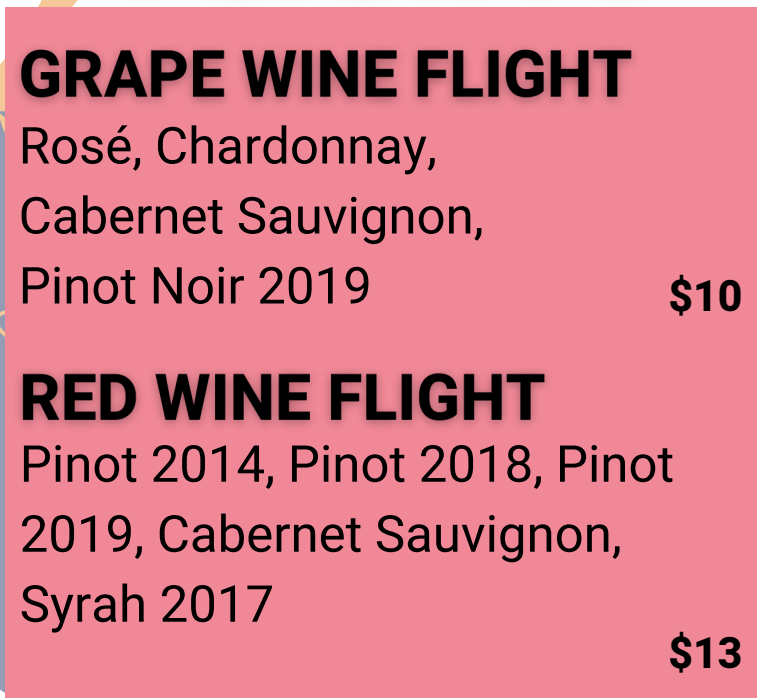 GRAPE WINE FLIGHT
Rosé, Chardonnay,
Cabernet Sauvignon,
Pinot Noir 2019
$10
RED WINE FLIGHT
Pinot 2014, Pinot 2018, Pinot
2019, Cabernet Sauvignon,
Syrah 2017
$13